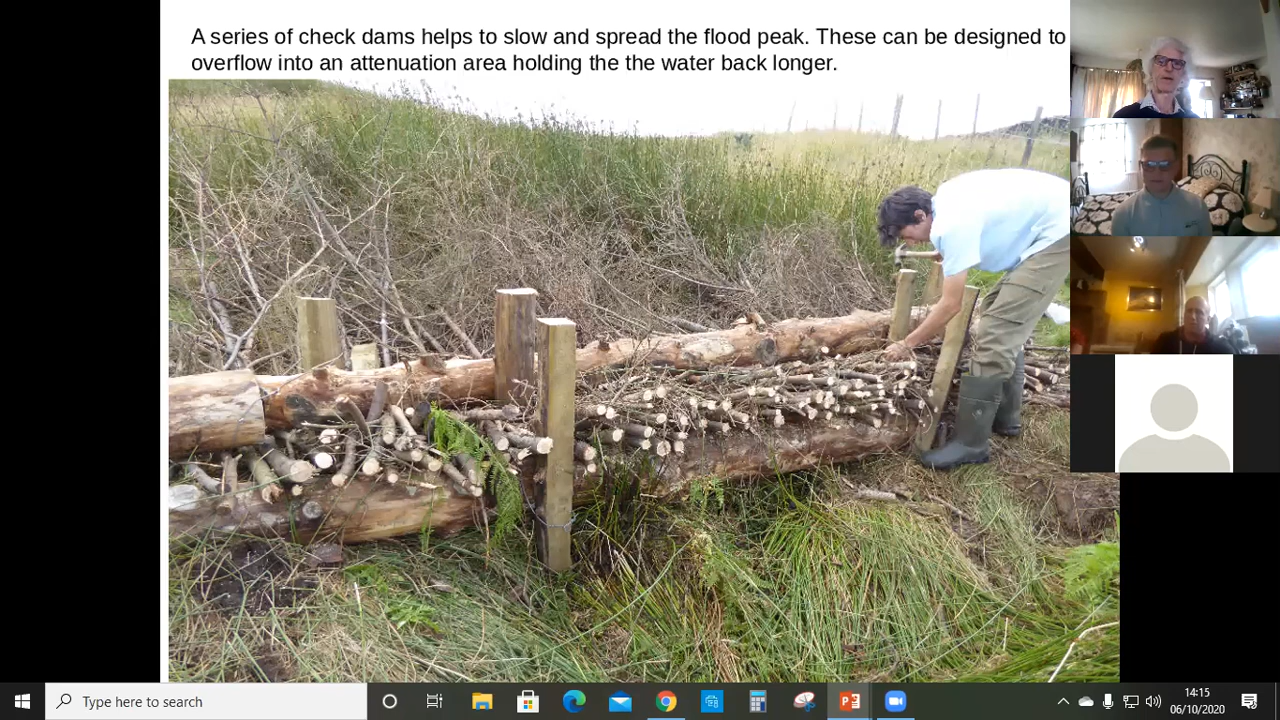 A series of check dams helps to slow and spread the flood peak. These can be designed to
overflow into an attenuation area holding the the water back longer.
Type here to search
14:15
06/10/2020